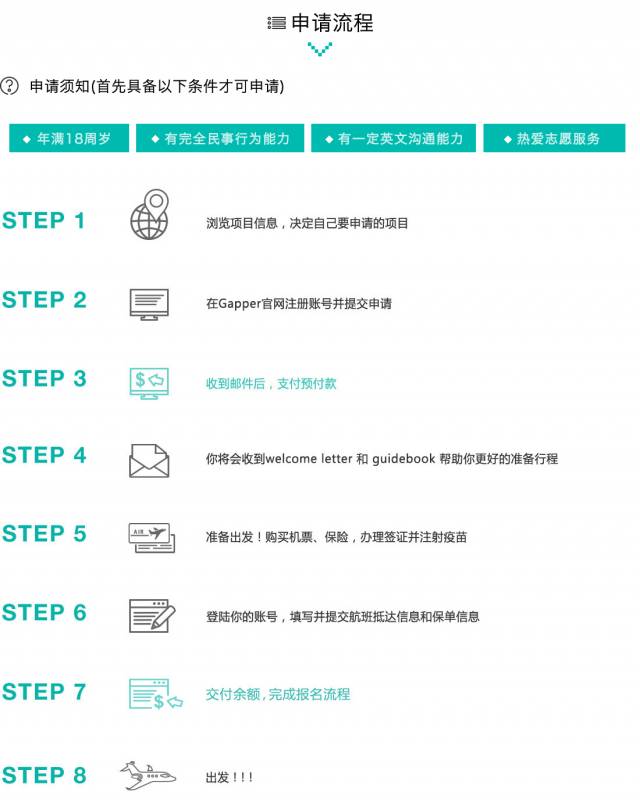 申请流程
申请须知(首先具备以下条件才可申请)
◆ 年满18周岁 ◆ 有完全民事行为能力 ◆ 有一定英文沟通能力 ◆ 热爱志愿服务
STEP 1 浏览项目信息，决定自己要申请的项目
STEP 2 在Gapper官网注册账号并提交申请
STEP 3 $ 收到邮件后，支付预付款
STEP 4 你将会收到welcome letter 和 guidebook 帮助你更好的准备行程
STEP 5 AIR 准备出发！购买机票、保险，办理签证并注射疫苗
STEP 6 登陆你的账号，填写并提交航班抵达信息和保单信息
STEP 7 $ 交付余额，完成报名流程
STEP 8 出发！！！